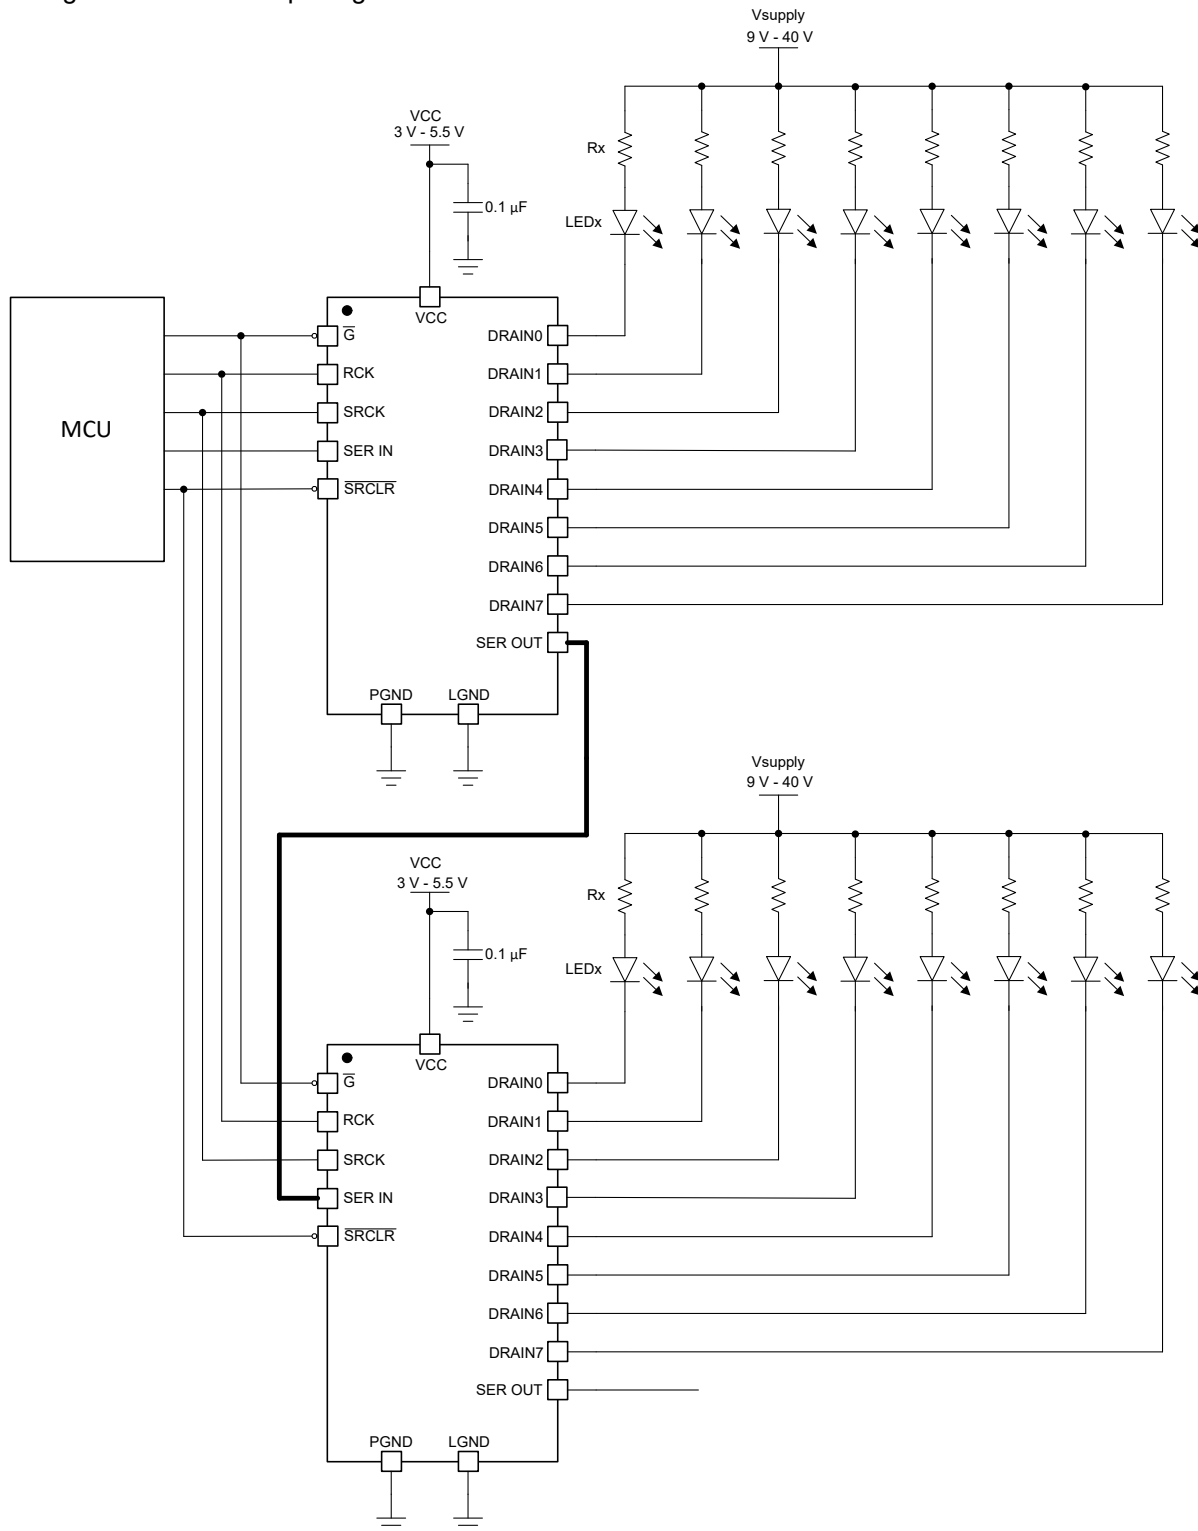 Vsupply
9 V - 40 V
VCC
3 V - 5.5 V
Rx
0.1 µF
LEDx
MCU
VCC
G
RCK
SRCK
SER IN
SRCLR
DRAIN0
DRAIN1
DRAIN2
DRAIN3
DRAIN4
DRAIN5
DRAIN6
DRAIN7
SER OUT
PGND
LGND
Vsupply
9 V - 40 V
VCC
3 V - 5.5 V
Rx
0.1 µF
LEDx
VCC
G
RCK
SRCK
SER IN
SRCLR
DRAIN0
DRAIN1
DRAIN2
DRAIN3
DRAIN4
DRAIN5
DRAIN6
DRAIN7
SER OUT
PGND
LGND